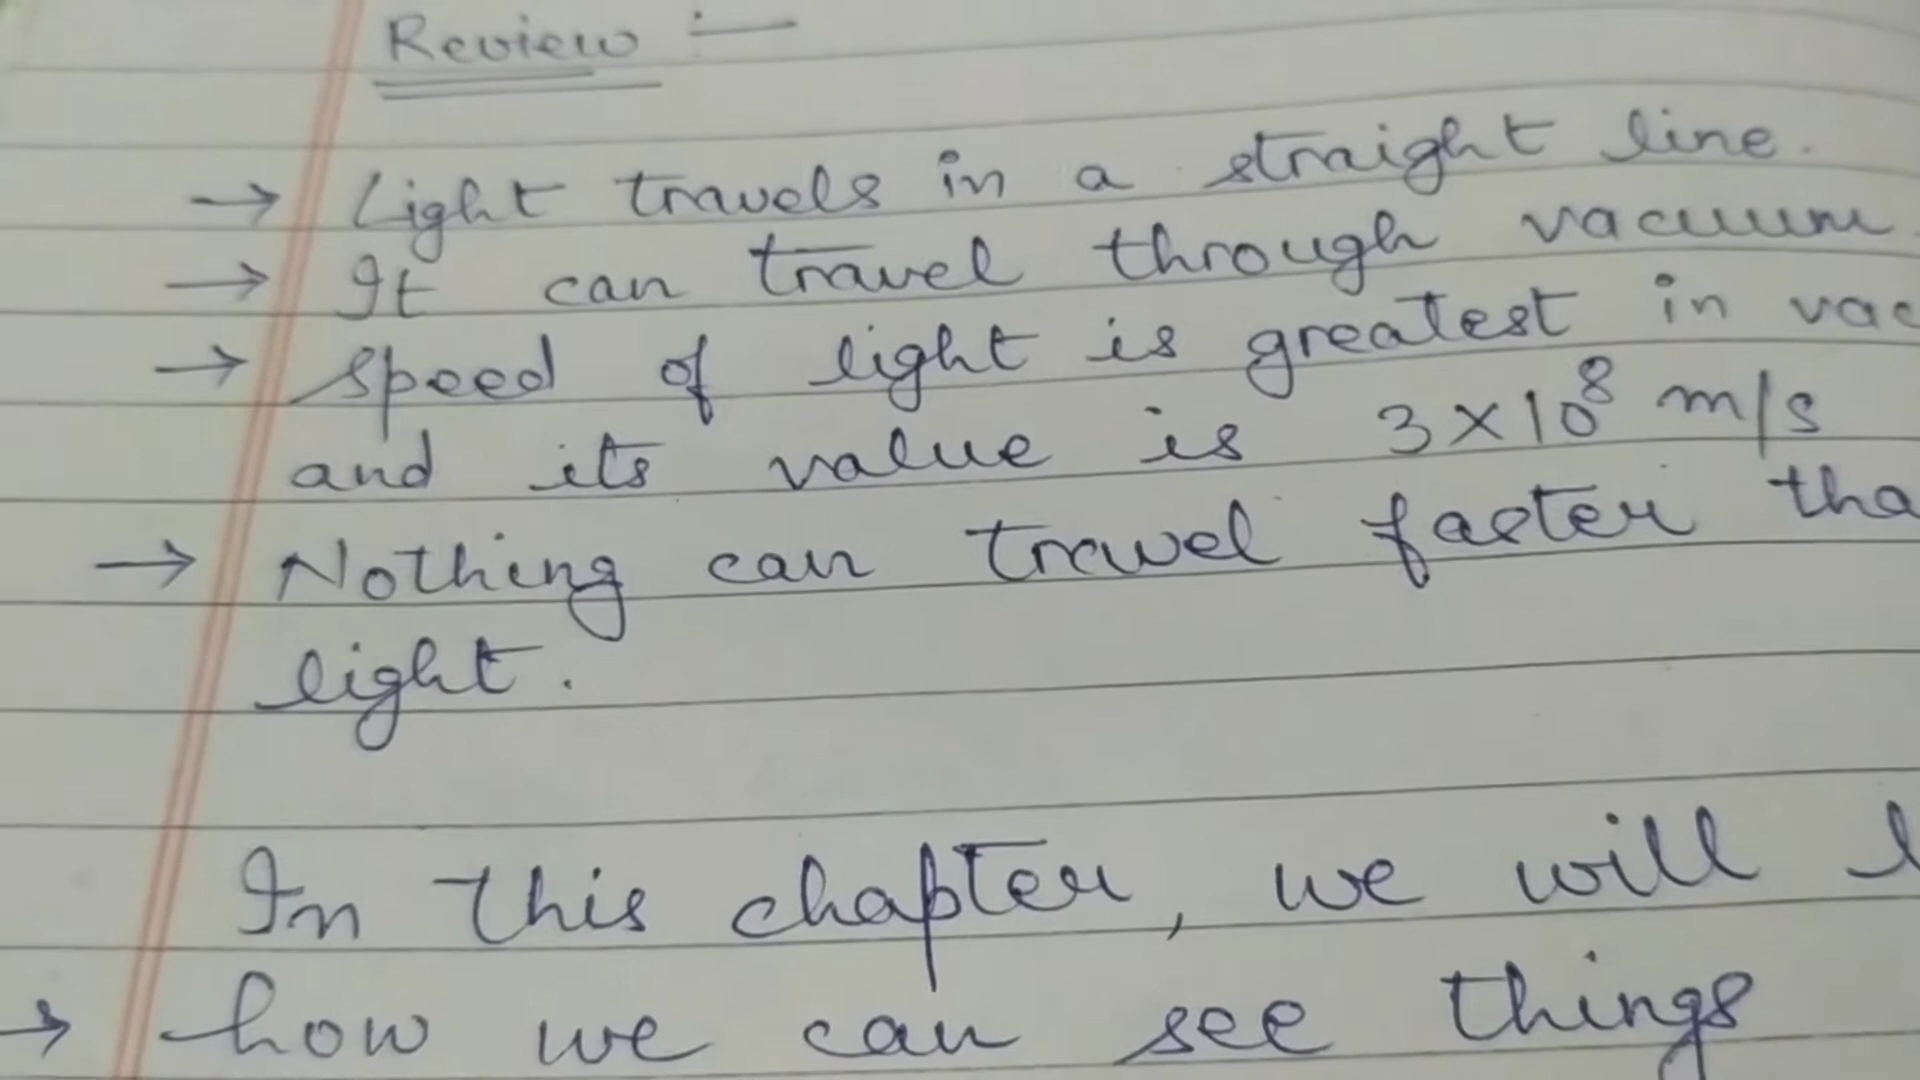 Review :—
→ Light travels in a straight line.
→ It can travel through vacuum.
→ Speed of light is greatest in vac
and its value is 3×10⁸ m/s
→ Nothing can travel faster tha
light.
In this chapter, we will l
→ how we can see things